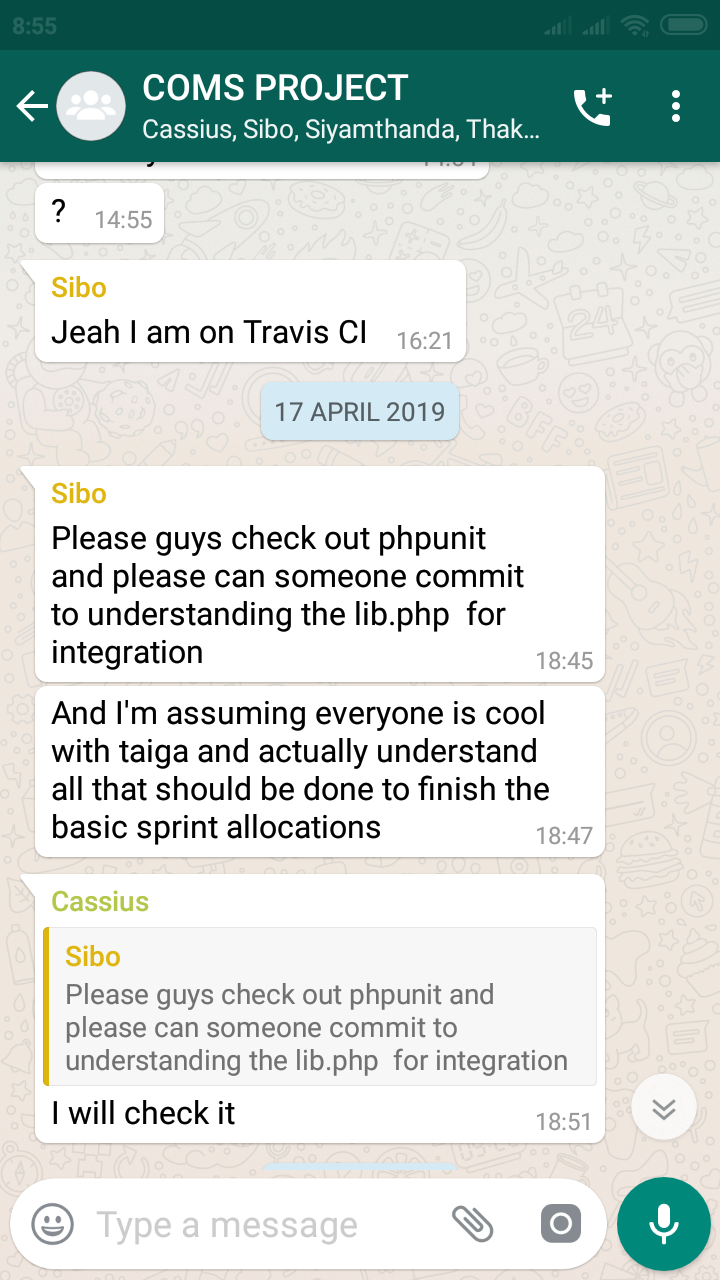 8:55
COMS PROJECT
Cassius, Sibo, Siyamthanda, Thak...
? 14:55
Sibo
Jeah I am on Travis CI 16:21
17 APRIL 2019
Sibo
Please guys check out phpunit
and please can someone commit
to understanding the lib.php  for
integration 18:45
And I'm assuming everyone is cool
with taiga and actually understand
all that should be done to finish the
basic sprint allocations 18:47
Cassius
Sibo
Please guys check out phpunit and
please can someone commit to
understanding the lib.php  for integration
I will check it 18:51
Type a message